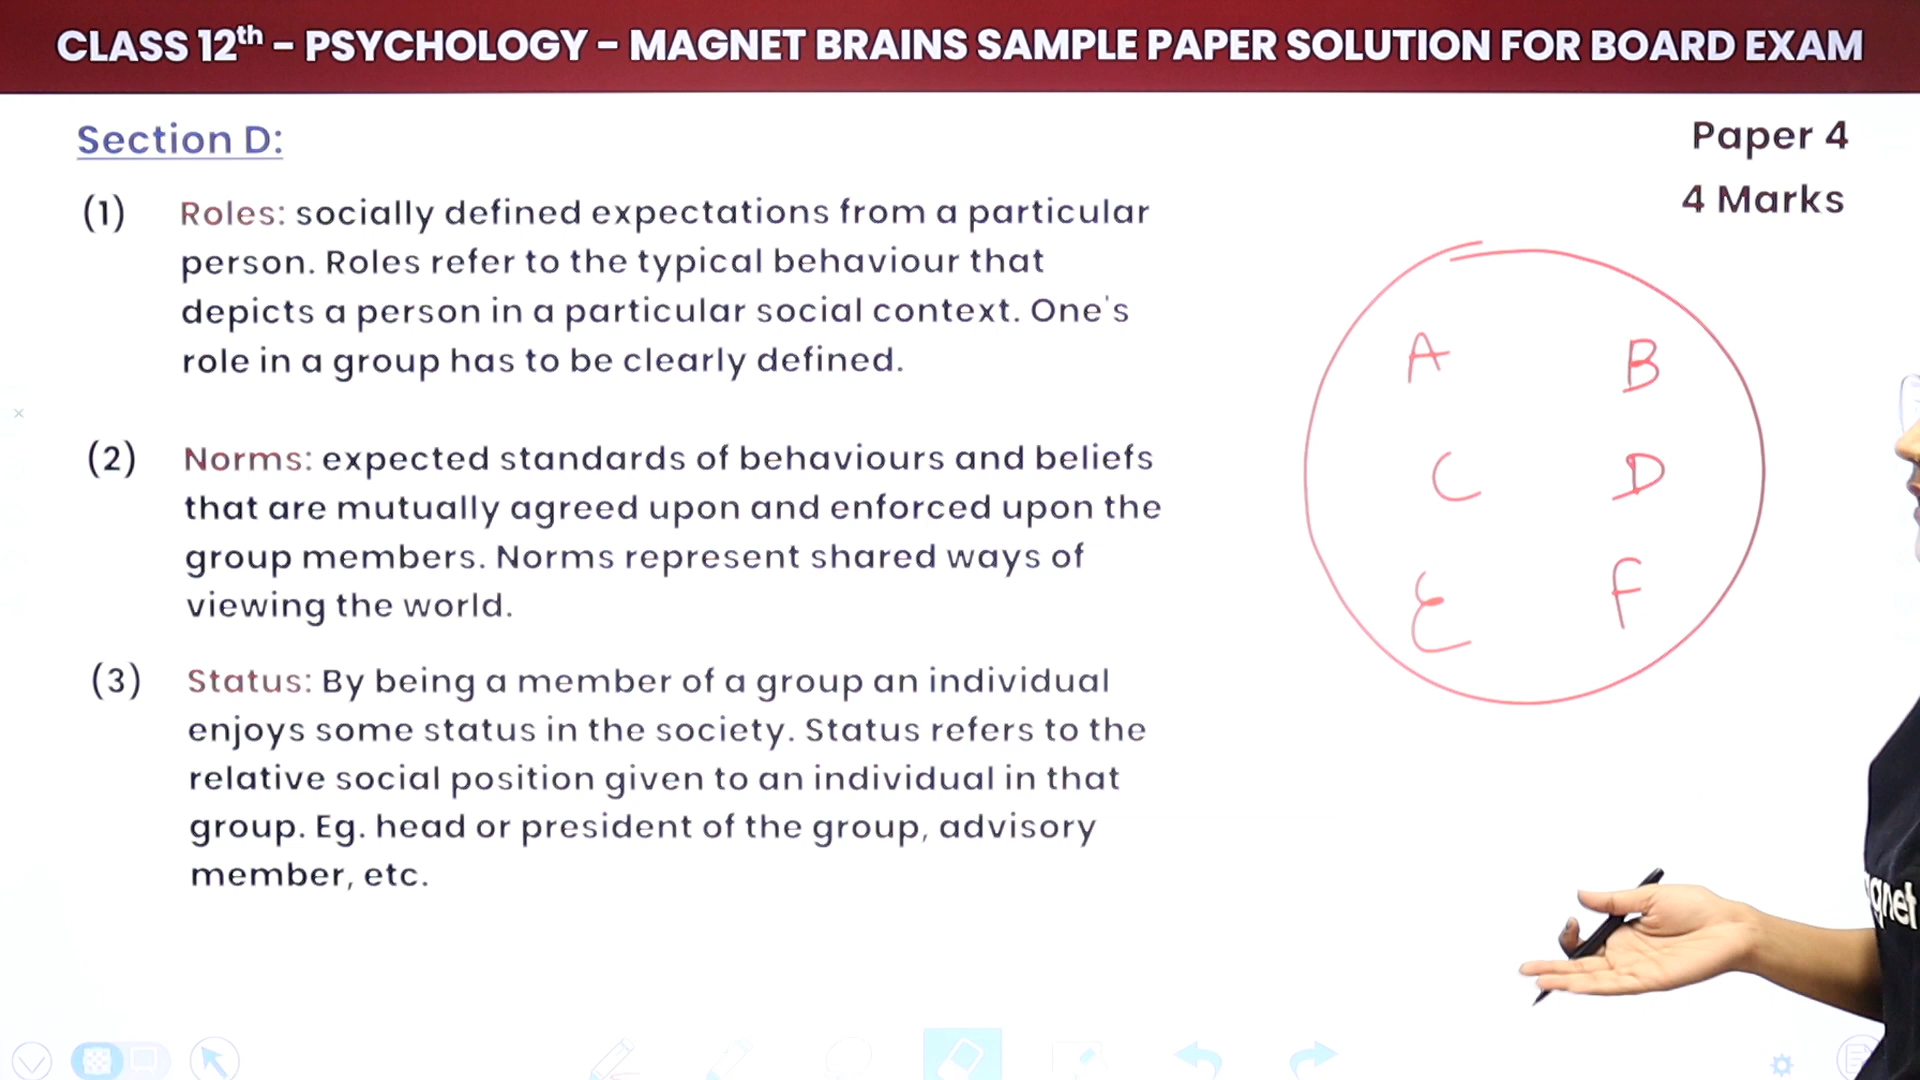 CLASS 12th – PSYCHOLOGY – MAGNET BRAINS SAMPLE PAPER SOLUTION FOR BOARD EXAM
Section D:
Paper 4
4 Marks
(1) Roles: socially defined expectations from a particular
person. Roles refer to the typical behaviour that
depicts a person in a particular social context. One's
role in a group has to be clearly defined.
(2) Norms: expected standards of behaviours and beliefs
that are mutually agreed upon and enforced upon the
group members. Norms represent shared ways of
viewing the world.
(3) Status: By being a member of a group an individual
enjoys some status in the society. Status refers to the
relative social position given to an individual in that
group. Eg. head or president of the group, advisory
member, etc.
A B
C D
E F
gnet